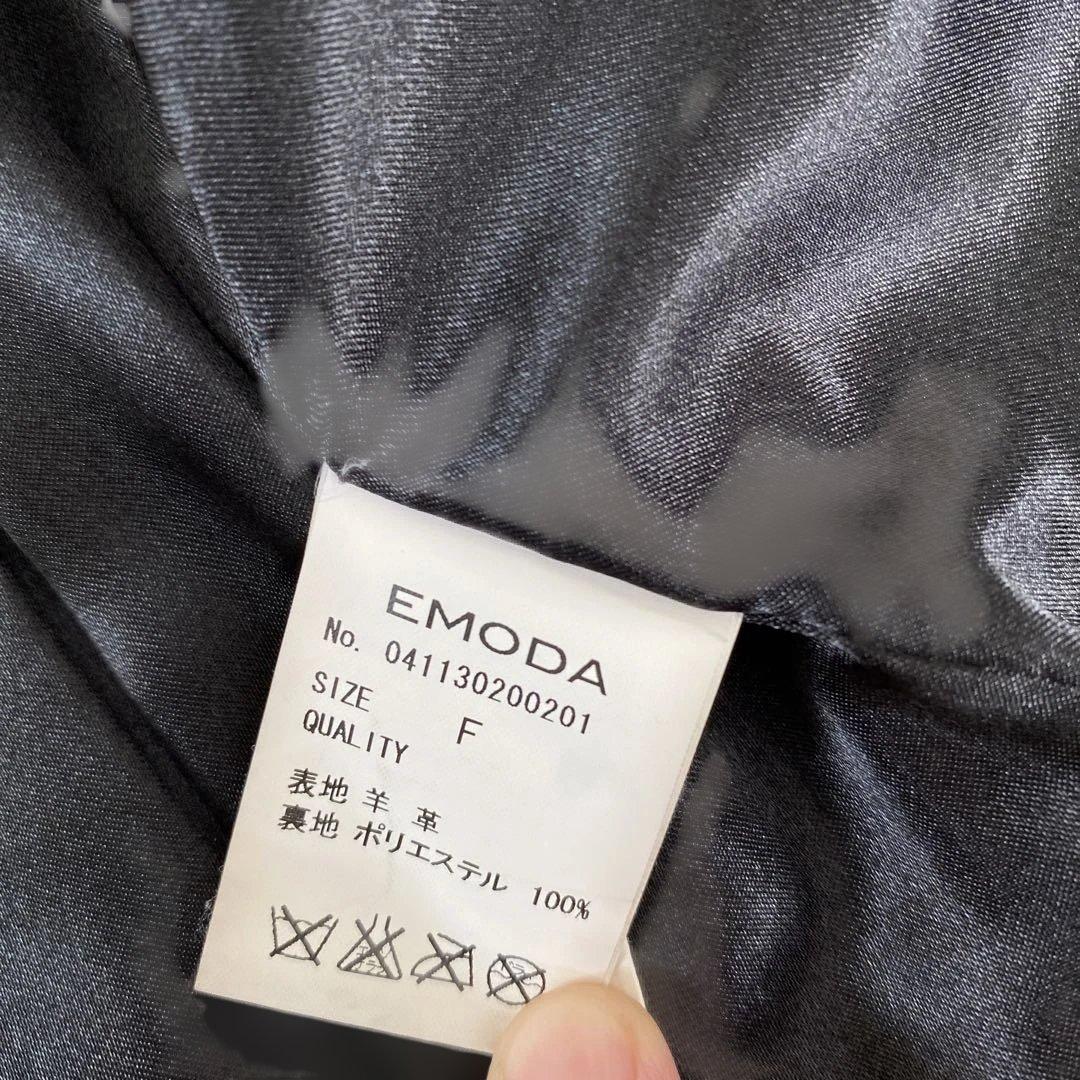 EMODA
No. 041130200201
SIZE F
QUALITY
表地 羊 革
裏地 ポリエステル 100%